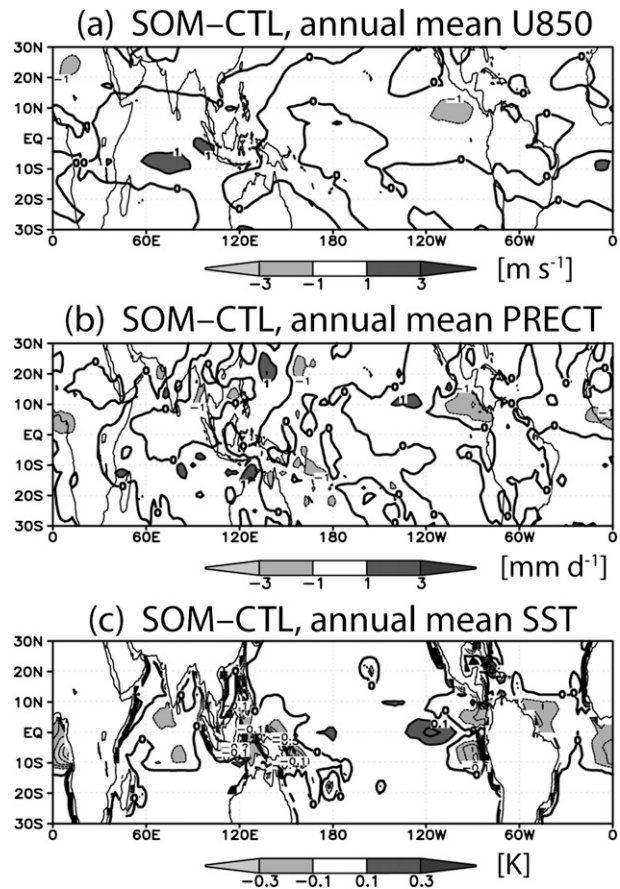 (a) SOM−CTL, annual mean U850
30N
20N
10N
EQ
10S
20S
30S
0 60E 120E 180 120W 60W 0
−3 −1 1 3
[m s⁻¹]
(b) SOM−CTL, annual mean PRECT
30N
20N
10N
EQ
10S
20S
30S
0 60E 120E 180 120W 60W 0
−3 −1 1 3
[mm d⁻¹]
(c) SOM−CTL, annual mean SST
30N
20N
10N
EQ
10S
20S
30S
0 60E 120E 180 120W 60W 0
−0.3 −0.1 0.1 0.3
[K]